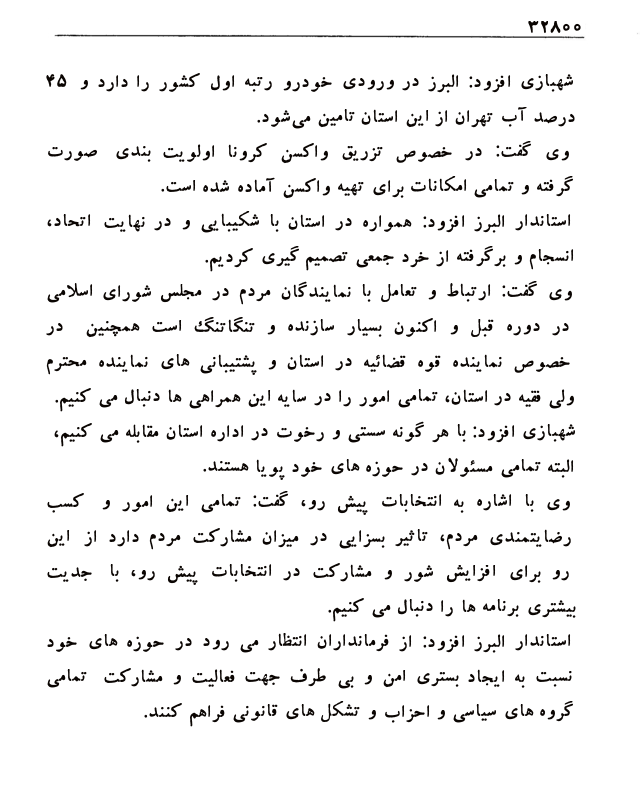 ۳۲۸۰۰
شهبازی افزود: البرز در ورودی خودرو رتبه اول کشور را دارد و ۴۵
درصد آب تهران از این استان تامین می‌شود.
وی گفت: در خصوص تزریق واکسن کرونا اولویت بندی صورت
گرفته و تمامی امکانات برای تهیه واکسن آماده شده است.
استاندار البرز افزود: همواره در استان با شکیبایی و در نهایت اتحاد،
انسجام و برگرفته از خرد جمعی تصمیم گیری کردیم.
وی گفت: ارتباط و تعامل با نمایندگان مردم در مجلس شورای اسلامی
در دوره قبل و اکنون بسیار سازنده و تنگاتنگ است همچنین در
خصوص نماینده قوه قضائیه در استان و پشتیبانی های نماینده محترم
ولی فقیه در استان، تمامی امور را در سایه این همراهی ها دنبال می کنیم.
شهبازی افزود: با هر گونه سستی و رخوت در اداره استان مقابله می کنیم،
البته تمامی مسئولان در حوزه های خود پویا هستند.
وی با اشاره به انتخابات پیش رو، گفت: تمامی این امور و کسب
رضایتمندی مردم، تاثیر بسزایی در میزان مشارکت مردم دارد از این
رو برای افزایش شور و مشارکت در انتخابات پیش رو، با جدیت
بیشتری برنامه ها را دنبال می کنیم.
استاندار البرز افزود: از فرمانداران انتظار می رود در حوزه های خود
نسبت به ایجاد بستری امن و بی طرف جهت فعالیت و مشارکت تمامی
گروه های سیاسی و احزاب و تشکل های قانونی فراهم کنند.